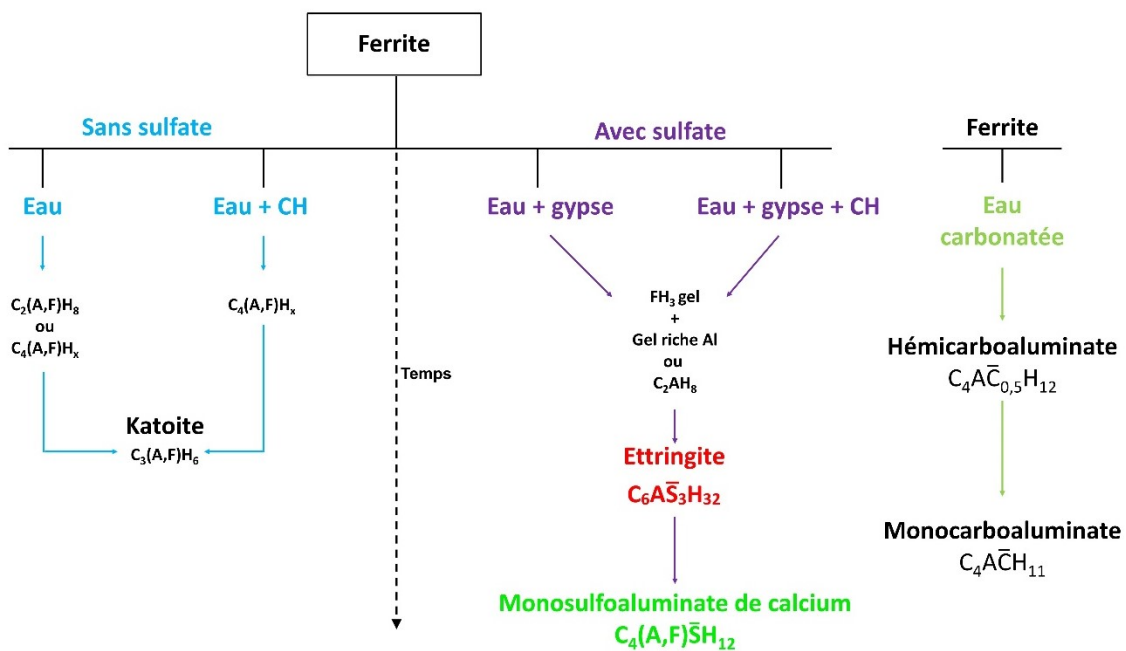 Ferrite
Sans sulfate
Avec sulfate
Ferrite
Eau
Eau + CH
Eau + gypse
Eau + gypse + CH
Eau
carbonatée
C₂(A,F)H₈
ou
C₄(A,F)Hₓ
C₄(A,F)Hₓ
Katoite
C₃(A,F)H₆
Temps
FH₃ gel
+
Gel riche Al
ou
C₂AH₈
Ettringite
C₆AS̅₃H₃₂
Monosulfoaluminate de calcium
C₄(A,F)S̅H₁₂
Hémicarboaluminate
C₄AC̅₀,₅H₁₂
Monocarboaluminate
C₄AC̅H₁₁